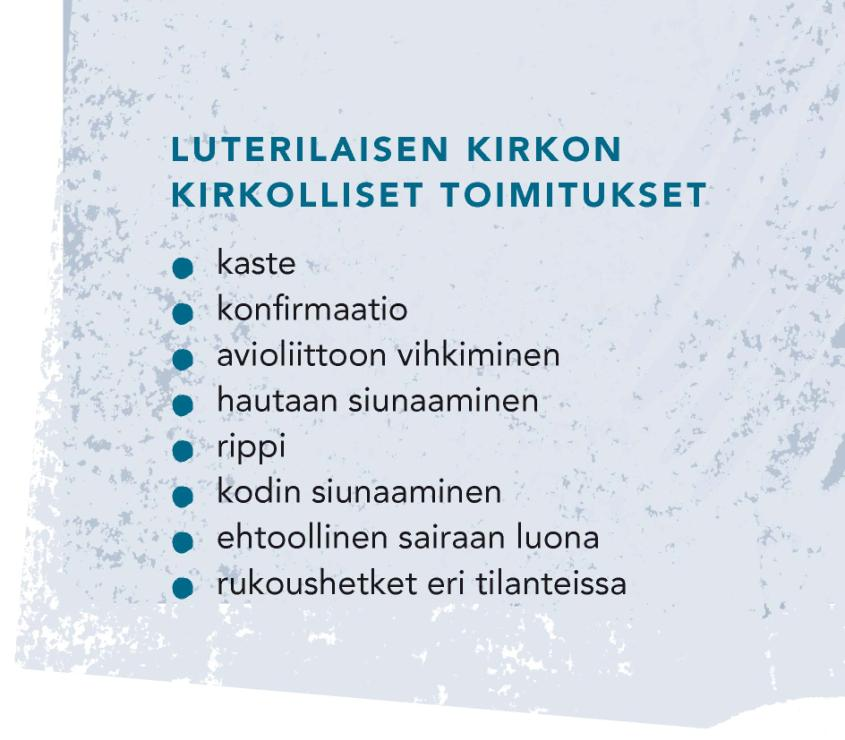 LUTERILAISEN KIRKON
KIRKOLLISET TOIMITUKSET
kaste
konfirmaatio
avioliittoon vihkiminen
hautaan siunaaminen
rippi
kodin siunaaminen
ehtoollinen sairaan luona
rukoushetket eri tilanteissa